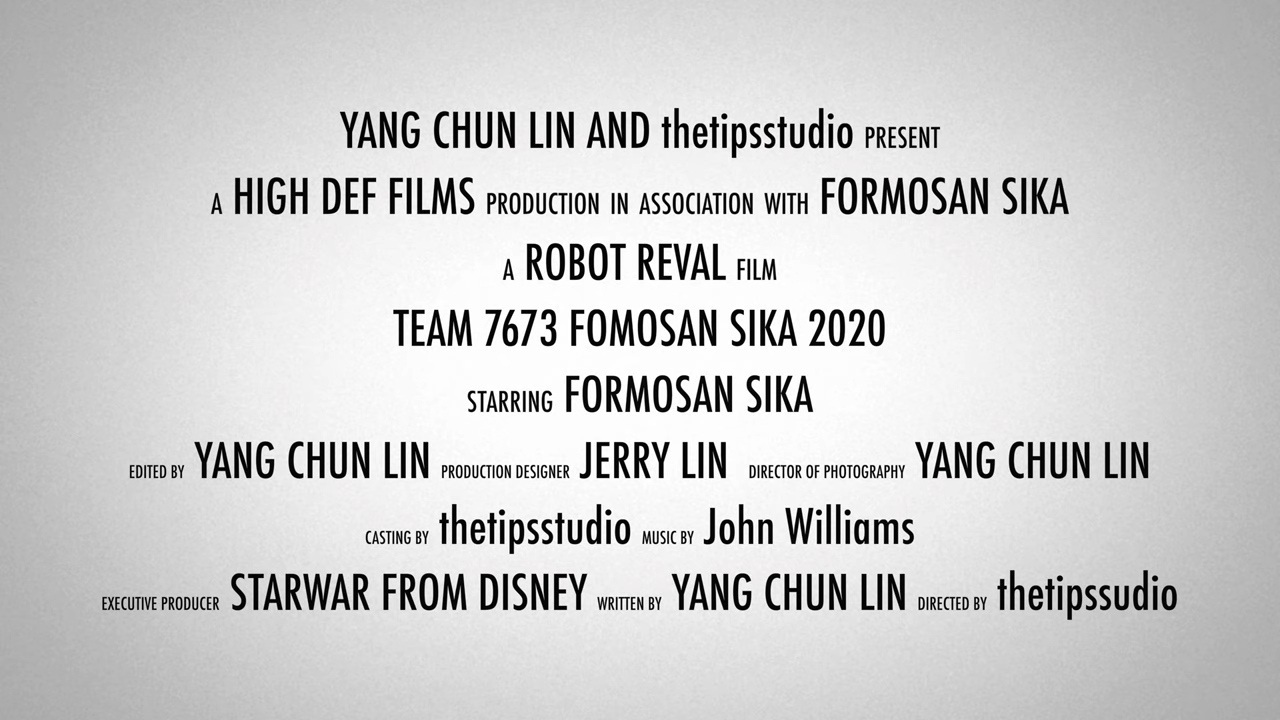 YANG CHUN LIN AND thetipsstudio PRESENT
A HIGH DEF FILMS PRODUCTION IN ASSOCIATION WITH FORMOSAN SIKA
A ROBOT REVAL FILM
TEAM 7673 FOMOSAN SIKA 2020
STARRING FORMOSAN SIKA
EDITED BY YANG CHUN LIN PRODUCTION DESIGNER JERRY LIN DIRECTOR OF PHOTOGRAPHY YANG CHUN LIN
CASTING BY thetipsstudio MUSIC BY John Williams
EXECUTIVE PRODUCER STARWAR FROM DISNEY WRITTEN BY YANG CHUN LIN DIRECTED BY thetipssudio